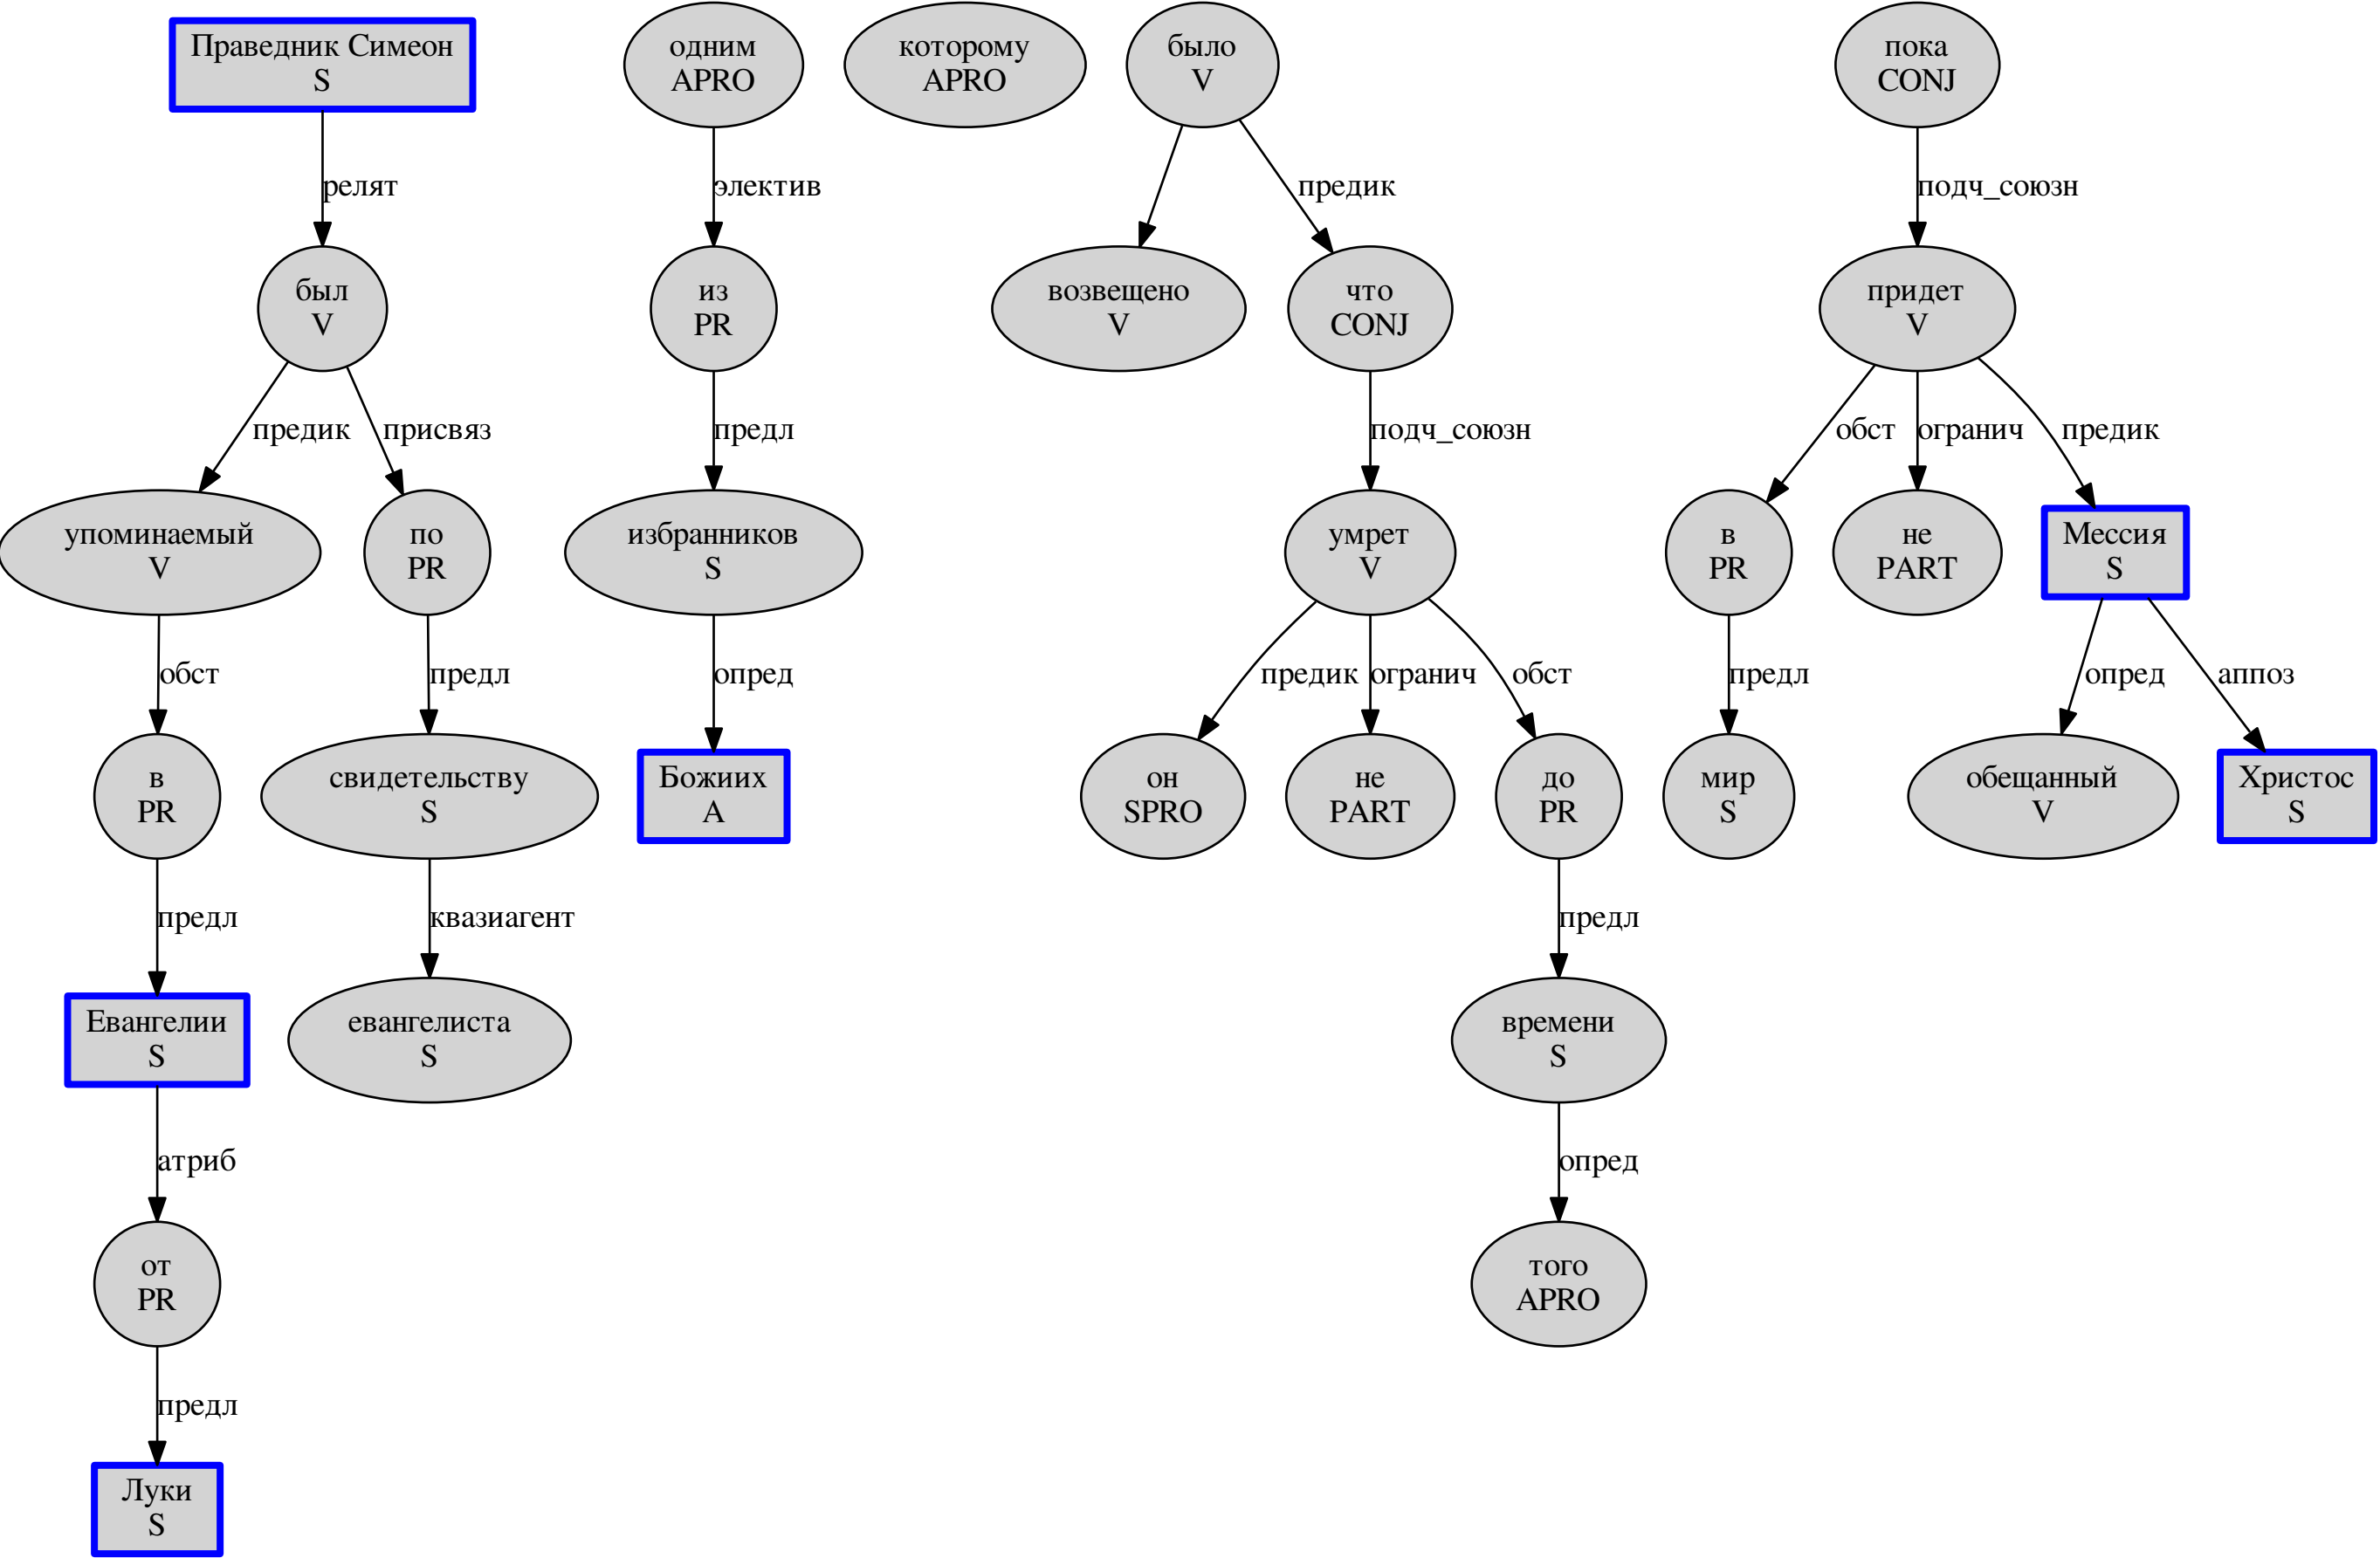 Праведник Симеон
S
одним
APRO
которому
APRO
было
V
пока
CONJ
релят
электив
предик
подч_союзн
был
V
из
PR
возвещено
V
что
CONJ
придет
V
предик
присвяз
предл
подч_союзн
обст
огранич
предик
упоминаемый
V
по
PR
избранников
S
умрет
V
в
PR
не
PART
Мессия
S
обст
предл
опред
предик
огранич
обст
предл
опред
аппоз
в
PR
свидетельству
S
Божиих
A
он
SPRO
не
PART
до
PR
мир
S
обещанный
V
Христос
S
предл
квазиагент
предл
Евангелии
S
евангелиста
S
времени
S
атриб
опред
от
PR
того
APRO
предл
Луки
S